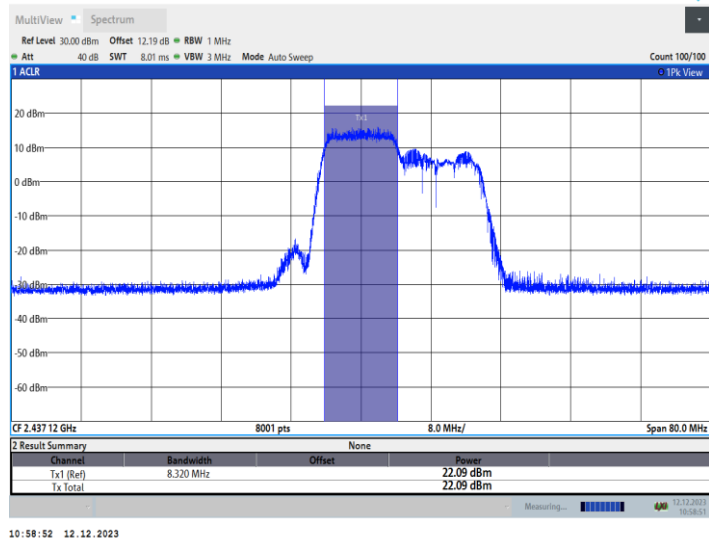 MultiView Spectrum
Ref Level 30.00 dBm Offset 12.19 dB RBW 1 MHz
Att 40 dB SWT 8.01 ms VBW 3 MHz Mode Auto Sweep Count 100/100
1 ACLR 1Pk View
Tx1
20 dBm
10 dBm
0 dBm
-10 dBm
-20 dBm
-30 dBm
-40 dBm
-50 dBm
-60 dBm
CF 2.437 12 GHz 8001 pts 8.0 MHz/ Span 80.0 MHz
2 Result Summary None
Channel Bandwidth Offset Power
Tx1 (Ref) 8.320 MHz 22.09 dBm
Tx Total 22.09 dBm
Measuring... 12.12.2023
10:58:51
10:58:52 12.12.2023